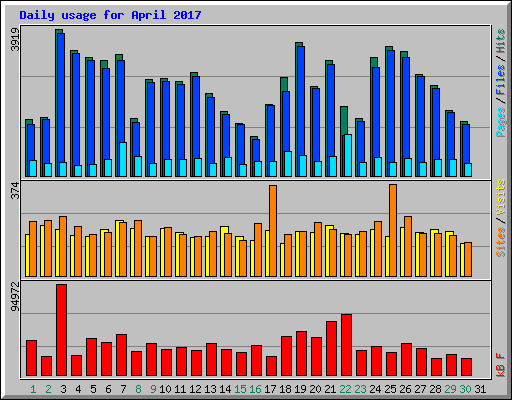 Daily usage for April 2017
3919
Pages / Files / Hits
374
Sites / Visits
94972
kB F
1 2 3 4 5 6 7 8 9 10 11 12 13 14 15 16 17 18 19 20 21 22 23 24 25 26 27 28 29 30 31